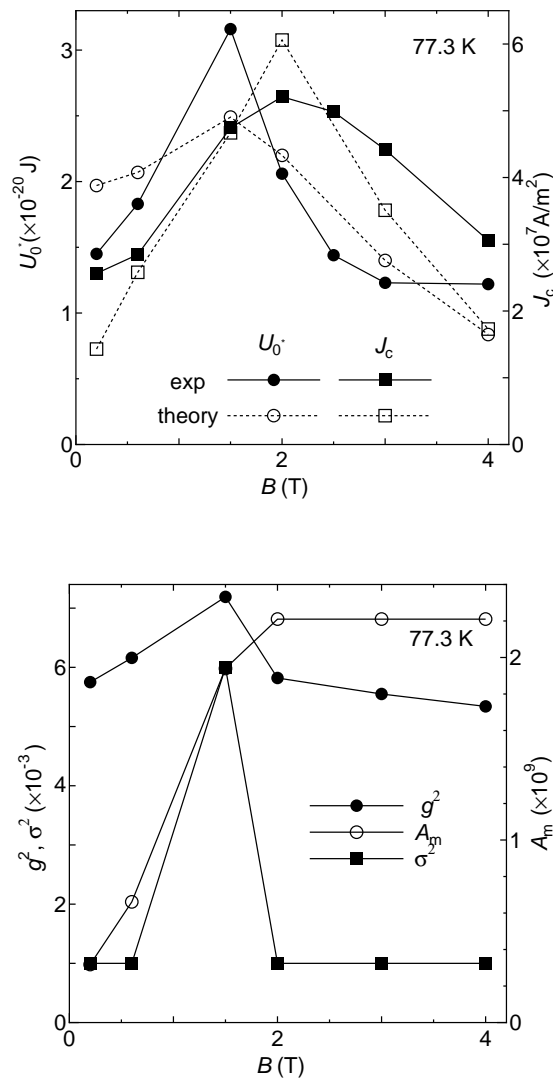 77.3 K
3
2
1
0
6
4
2
0
U0* (×10-20 J)
Jc (×107A/m2)
U0* Jc
exp
theory
0 2 4
B (T)
77.3 K
6
4
2
0
2
1
0
g2, σ2 (×10-3)
Am (×109)
g2
Am
σ2
0 2 4
B (T)